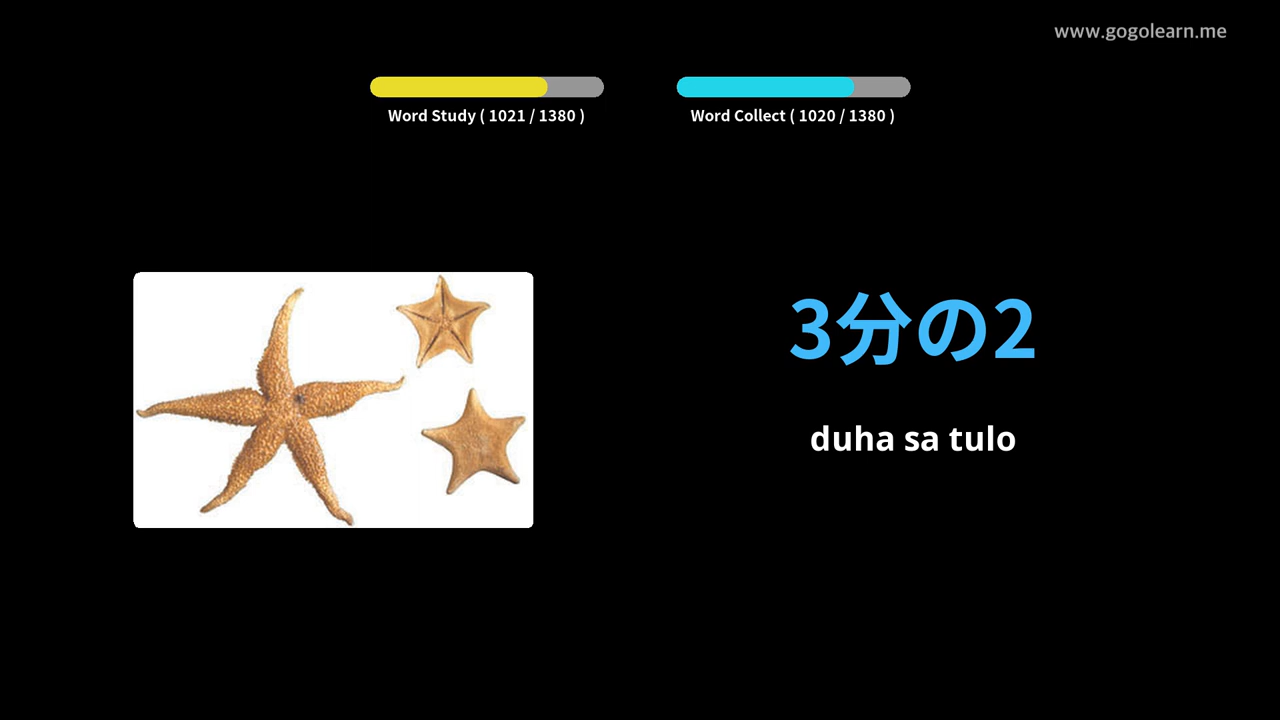 www.gogolearn.me
Word Study ( 1021 / 1380 )
Word Collect ( 1020 / 1380 )
3分の2
duha sa tulo